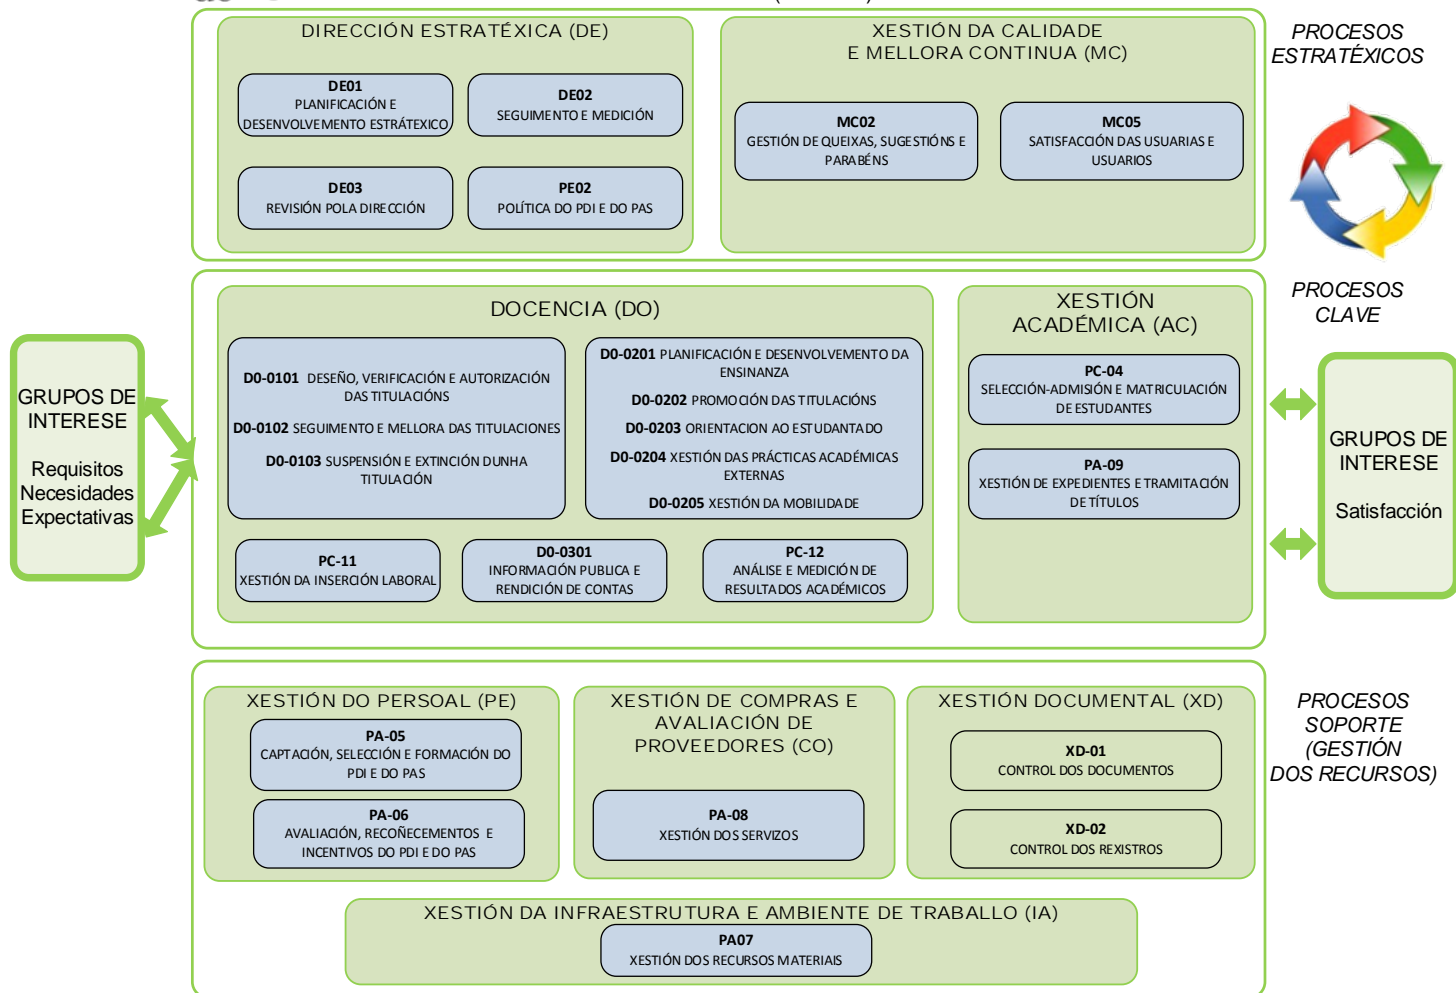 DIRECCIÓN ESTRATÉXICA (DE)
DE01
PLANIFICACIÓN E
DESENVOLVEMENTO ESTRÁTEXICO
DE02
SEGUIMENTO E MEDICIÓN
DE03
REVISIÓN POLA DIRECCIÓN
PE02
POLÍTICA DO PDI E DO PAS
XESTIÓN DA CALIDADE
E MELLORA CONTINUA (MC)
MC02
GESTIÓN DE QUEIXAS, SUGESTIÓNS E
PARABÉNS
MC05
SATISFACCIÓN DAS USUARIAS E
USUARIOS
PROCESOS
ESTRATÉXICOS
GRUPOS DE
INTERESE
Requisitos
Necesidades
Expectativas
DOCENCIA (DO)
D0-0101 DESEÑO, VERIFICACIÓN E AUTORIZACIÓN
DAS TITULACIÓNS
D0-0102 SEGUIMENTO E MELLORA DAS TITULACIONES
D0-0103 SUSPENSIÓN E EXTINCIÓN DUNHA
TITULACIÓN
D0-0201 PLANIFICACIÓN E DESENVOLVEMENTO DA
ENSINANZA
D0-0202 PROMOCIÓN DAS TITULACIÓNS
D0-0203 ORIENTACION AO ESTUDANTADO
D0-0204 XESTIÓN DAS PRÁCTICAS ACADÉMICAS
EXTERNAS
D0-0205 XESTIÓN DA MOBILIDADE
PC-11
XESTIÓN DA INSERCIÓN LABORAL
D0-0301
INFORMACIÓN PUBLICA E
RENDICIÓN DE CONTAS
PC-12
ANÁLISE E MEDICIÓN DE
RESULTADOS ACADÉMICOS
XESTIÓN
ACADÉMICA (AC)
PC-04
SELECCIÓN-ADMISIÓN E MATRICULACIÓN
DE ESTUDANTES
PA-09
XESTIÓN DE EXPEDIENTES E TRAMITACIÓN
DE TÍTULOS
PROCESOS
CLAVE
GRUPOS DE
INTERESE
Satisfacción
XESTIÓN DO PERSOAL (PE)
PA-05
CAPTACIÓN, SELECCIÓN E FORMACIÓN DO
PDI E DO PAS
PA-06
AVALIACIÓN, RECOÑECEMENTOS E
INCENTIVOS DO PDI E DO PAS
XESTIÓN DE COMPRAS E
AVALIACIÓN DE
PROVEEDORES (CO)
PA-08
XESTIÓN DOS SERVIZOS
XESTIÓN DOCUMENTAL (XD)
XD-01
CONTROL DOS DOCUMENTOS
XD-02
CONTROL DOS REXISTROS
PROCESOS
SOPORTE
(GESTIÓN
DOS RECURSOS)
XESTIÓN DA INFRAESTRUTURA E AMBIENTE DE TRABALLO (IA)
PA07
XESTIÓN DOS RECURSOS MATERIAIS